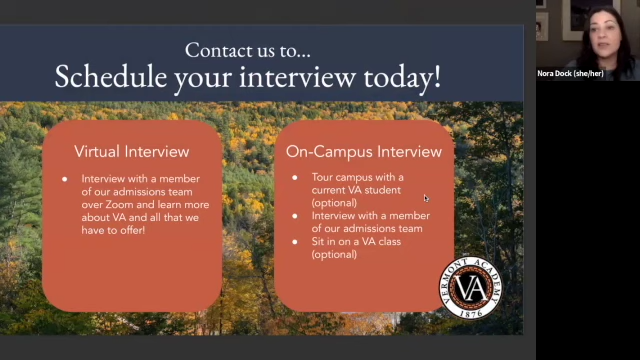 Contact us to...
Schedule your interview today!
Virtual Interview
● Interview with a member
of our admissions team
over Zoom and learn more
about VA and all that we
have to offer!
On-Campus Interview
● Tour campus with a
current VA student
(optional)
● Interview with a member
of our admissions team
● Sit in on a VA class
(optional)
VERMONT ACADEMY
VA
1876
Nora Dock (she/her)